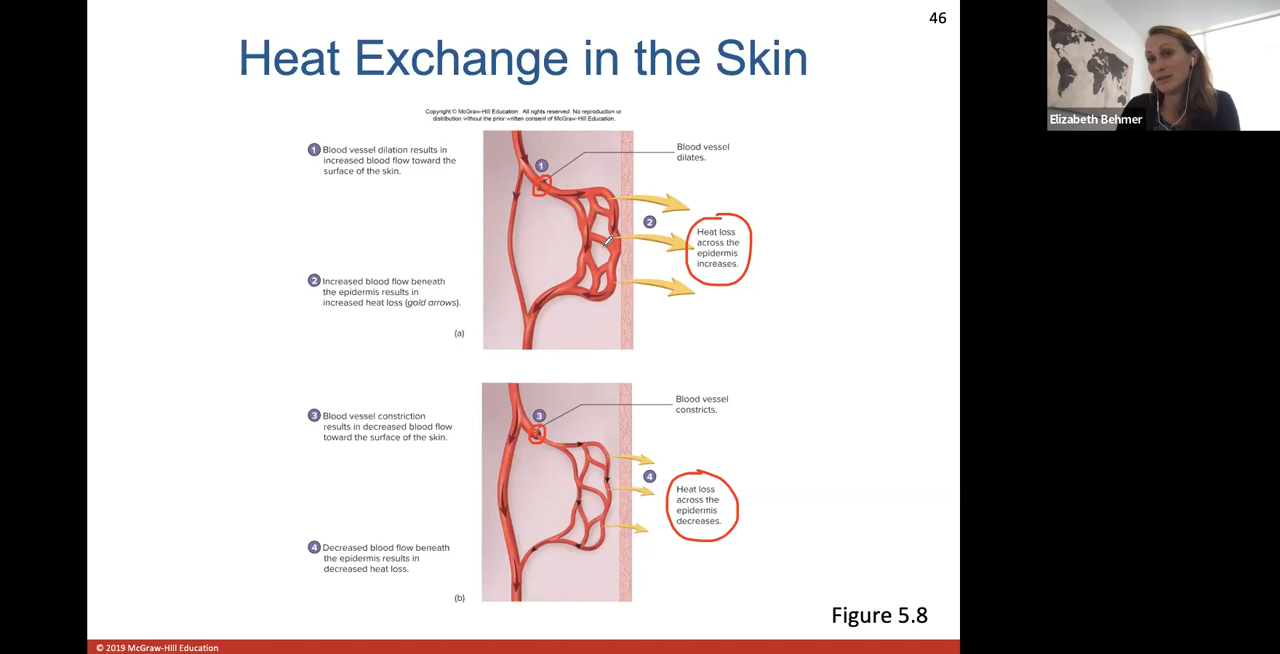 46
Heat Exchange in the Skin
Elizabeth Behmer
Copyright © McGraw-Hill Education. All rights reserved. No reproduction or
distribution without the prior written consent of McGraw-Hill Education.
1 Blood vessel dilation results in
increased blood flow toward the
surface of the skin.
1
Blood vessel
dilates.
2
Heat loss
across the
epidermis
increases.
2 Increased blood flow beneath
the epidermis results in
increased heat loss (gold arrows).
(a)
3 Blood vessel constriction
results in decreased blood flow
toward the surface of the skin.
3
Blood vessel
constricts.
4
Heat loss
across the
epidermis
decreases.
4 Decreased blood flow beneath
the epidermis results in
decreased heat loss.
(b)
Figure 5.8
© 2019 McGraw-Hill Education